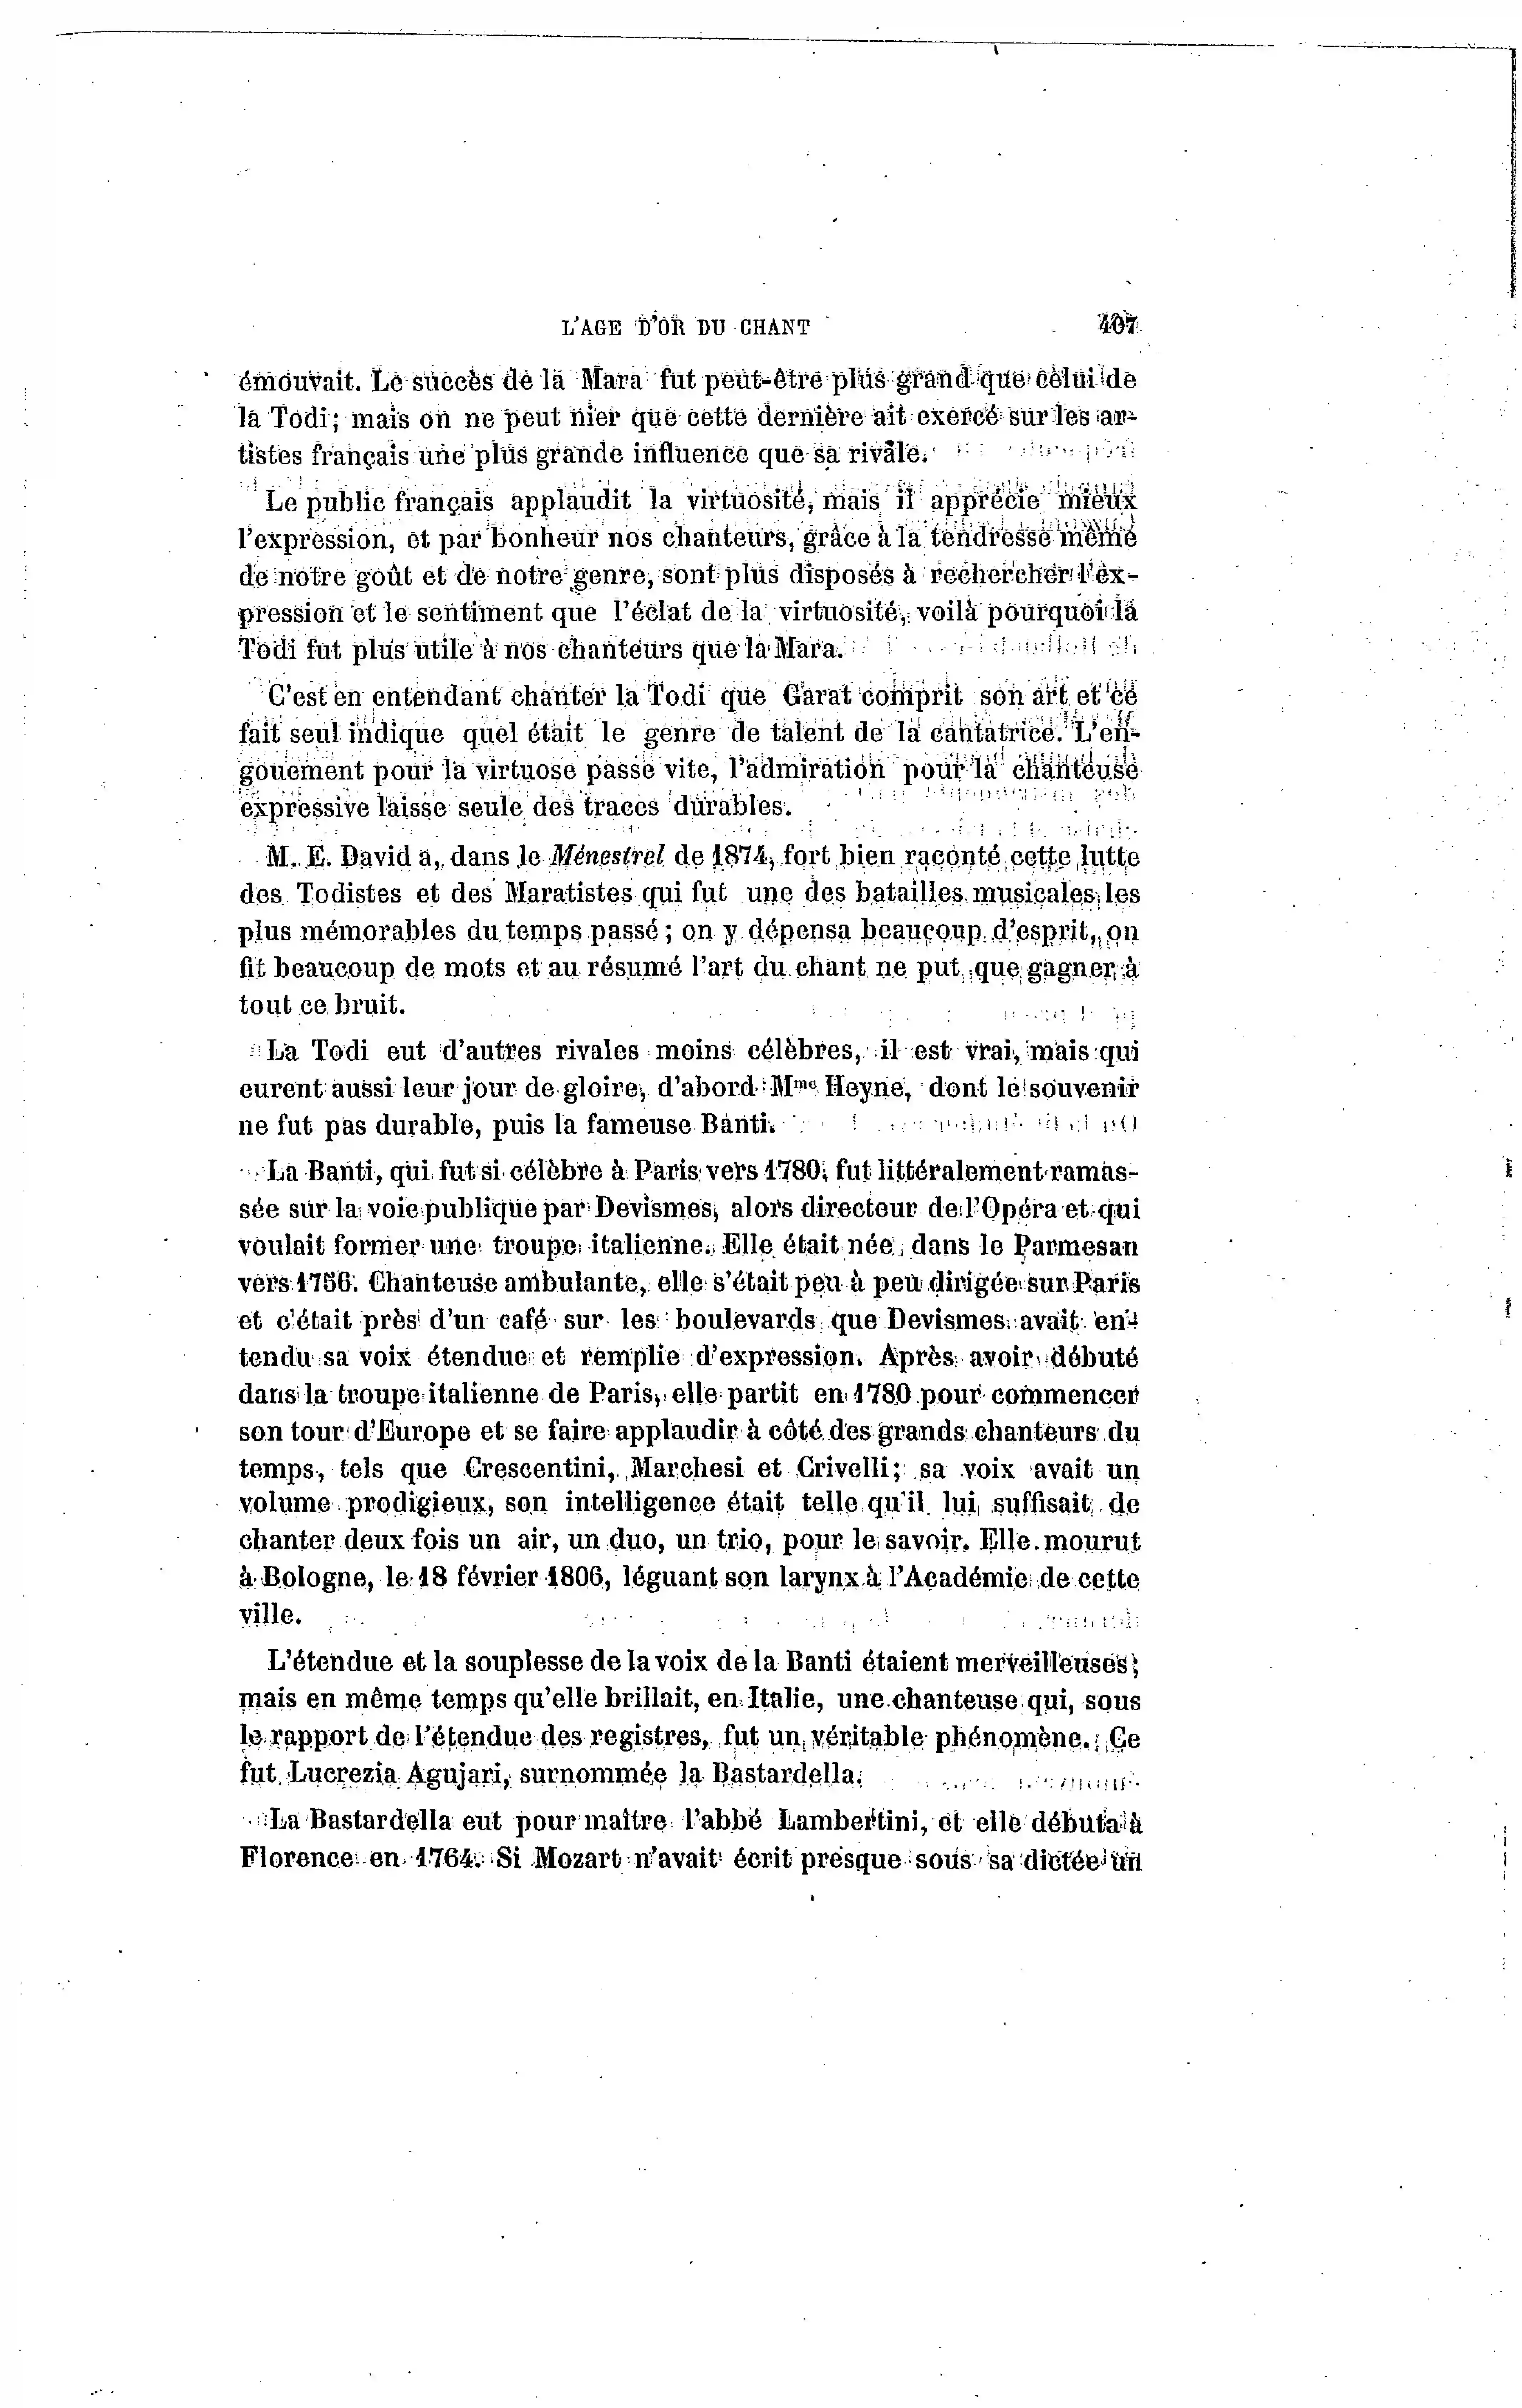 L'AGE D'OR DU CHANT 407
émouvait. Le succès de la Mara fut peut-être plus grand que celui de
la Todi; mais on ne peut nier que cette dernière ait exercé sur les ar-
tistes français une plus grande influence que sa rivale.
Le public français applaudit la virtuosité, mais il apprécie mieux
l'expression, et par bonheur nos chanteurs, grâce à la tendresse même
de notre goût et de notre genre, sont plus disposés à rechercher l'ex-
pression et le sentiment que l'éclat de la virtuosité, voilà pourquoi la
Todi fut plus utile à nos chanteurs que la Mara.
C'est en entendant chanter la Todi que Garat comprit son art et ce
fait seul indique quel était le genre de talent de la cantatrice. L'en-
gouement pour la virtuose passe vite, l'admiration pour la chanteuse
expressive laisse seule des traces durables.
M. E. David a, dans le Ménestrel de 1874, fort bien raconté cette lutte
des Todistes et des Maratistes qui fut une des batailles musicales les
plus mémorables du temps passé; on y dépensa beaucoup d'esprit, on
fit beaucoup de mots et au résumé l'art du chant ne put que gagner à
tout ce bruit.
La Todi eut d'autres rivales moins célèbres, il est vrai, mais qui
eurent aussi leur jour de gloire, d'abord Mme Heyne, dont le souvenir
ne fut pas durable, puis la fameuse Banti.
La Banti, qui fut si célèbre à Paris vers 1780, fut littéralement ramas-
sée sur la voie publique par Devismes, alors directeur de l'Opéra et qui
voulait former une troupe italienne. Elle était née dans le Parmesan
vers 1756. Chanteuse ambulante, elle s'était peu à peu dirigée sur Paris
et c'était près d'un café sur les boulevards que Devismes avait en-
tendu sa voix étendue et remplie d'expression. Après avoir débuté
dans la troupe italienne de Paris, elle partit en 1780 pour commencer
son tour d'Europe et se faire applaudir à côté des grands chanteurs du
temps, tels que Crescentini, Marchesi et Crivelli; sa voix avait un
volume prodigieux, son intelligence était telle qu'il lui suffisait de
chanter deux fois un air, un duo, un trio, pour le savoir. Elle mourut
à Bologne, le 18 février 1806, léguant son larynx à l'Académie de cette
ville.
L'étendue et la souplesse de la voix de la Banti étaient merveilleuses;
mais en même temps qu'elle brillait, en Italie, une chanteuse qui, sous
le rapport de l'étendue des registres, fut un véritable phénomène. Ce
fut Lucrezia Agujari, surnommée la Bastardella.
La Bastardella eut pour maître l'abbé Lambertini, et elle débuta à
Florence en 1764. Si Mozart n'avait écrit presque sous sa dictée un